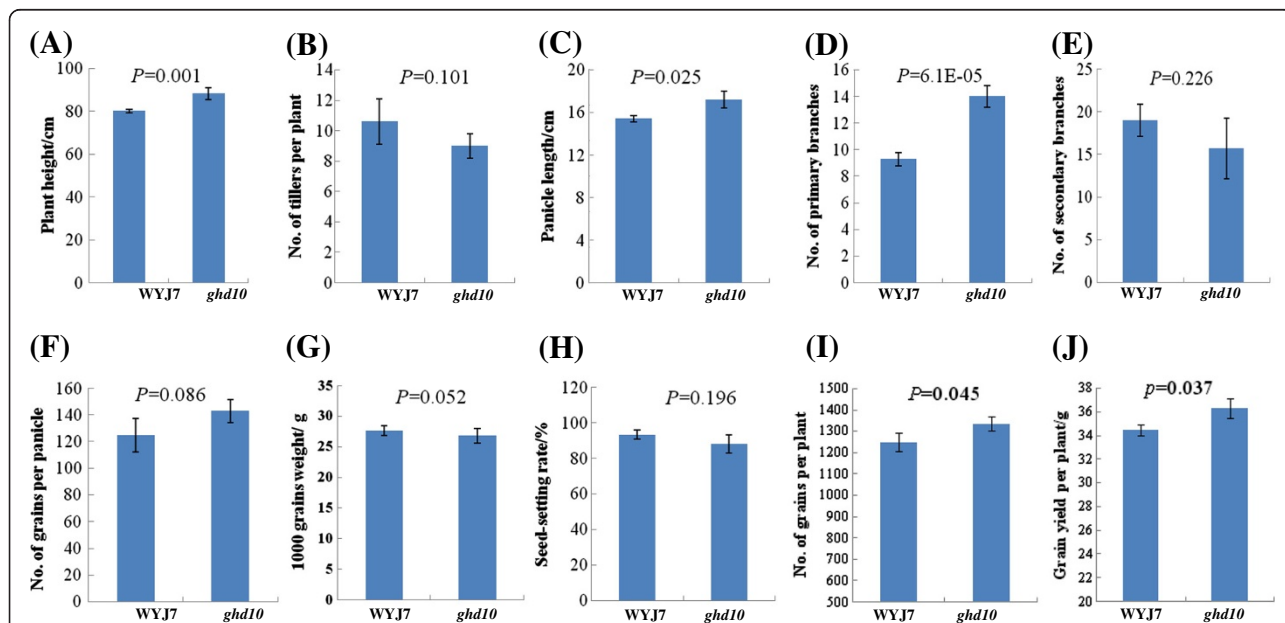 (A)
P=0.001
Plant height/cm
100
80
60
40
20
0
WYJ7 ghd10
(B)
P=0.101
No. of tillers per plant
14
12
10
8
6
4
2
0
WYJ7 ghd10
(C)
P=0.025
Panicle length/cm
20
16
12
8
4
0
WYJ7 ghd10
(D)
P=6.1E-05
No. of primary branches
16
14
12
10
8
6
4
2
0
WYJ7 ghd10
(E)
P=0.226
No. of secondary branches
25
20
15
10
5
0
WYJ7 ghd10
(F)
P=0.086
No. of grains per panicle
160
140
120
100
80
60
40
20
0
WYJ7 ghd10
(G)
P=0.052
1000 grains weight/ g
35
30
25
20
15
10
5
0
WYJ7 ghd10
(H)
P=0.196
Seed-setting rate/%
120
100
80
60
40
20
0
WYJ7 ghd10
(I)
P=0.045
No. of grains per plant
1500
1400
1300
1200
1100
1000
900
800
700
600
500
WYJ7 ghd10
(J)
p=0.037
Grain yield per plant/g
38
36
34
32
30
28
26
24
22
20
WYJ7 ghd10